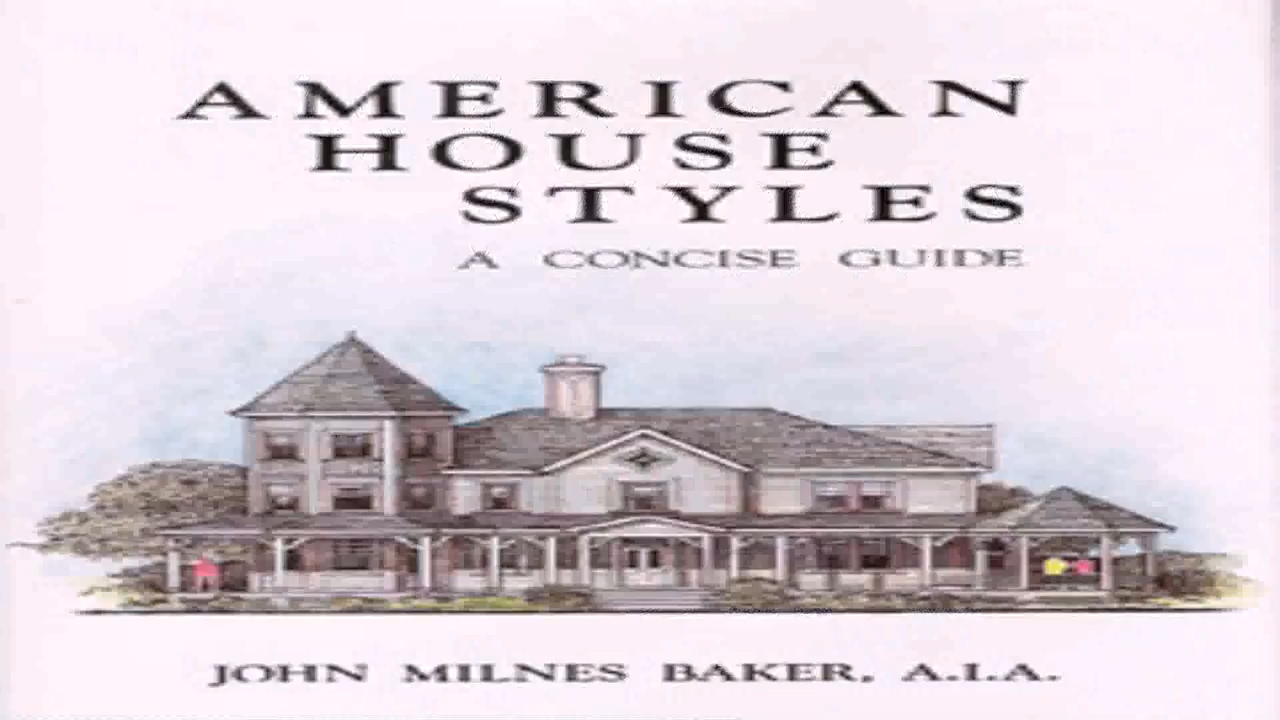 AMERICAN
HOUSE
STYLES
A CONCISE GUIDE
JOHN MILNES BAKER, A.I.A.